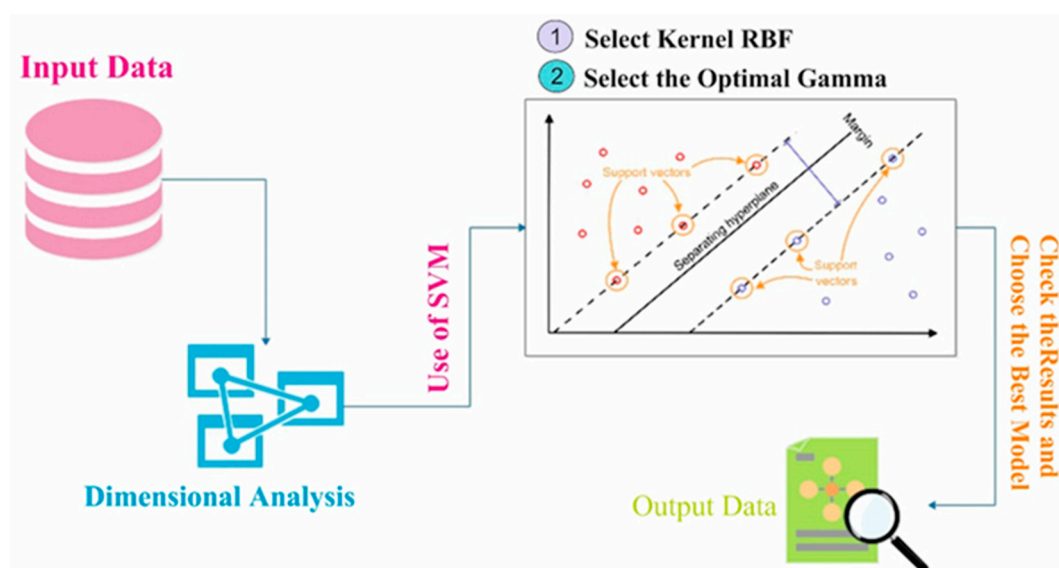 Input Data
1 Select Kernel RBF
2 Select the Optimal Gamma
Support vectors
Margin
Separating hyperplane
Support
vectors
Use of SVM
Check theResults and
Choose the Best Model
Dimensional Analysis
Output Data